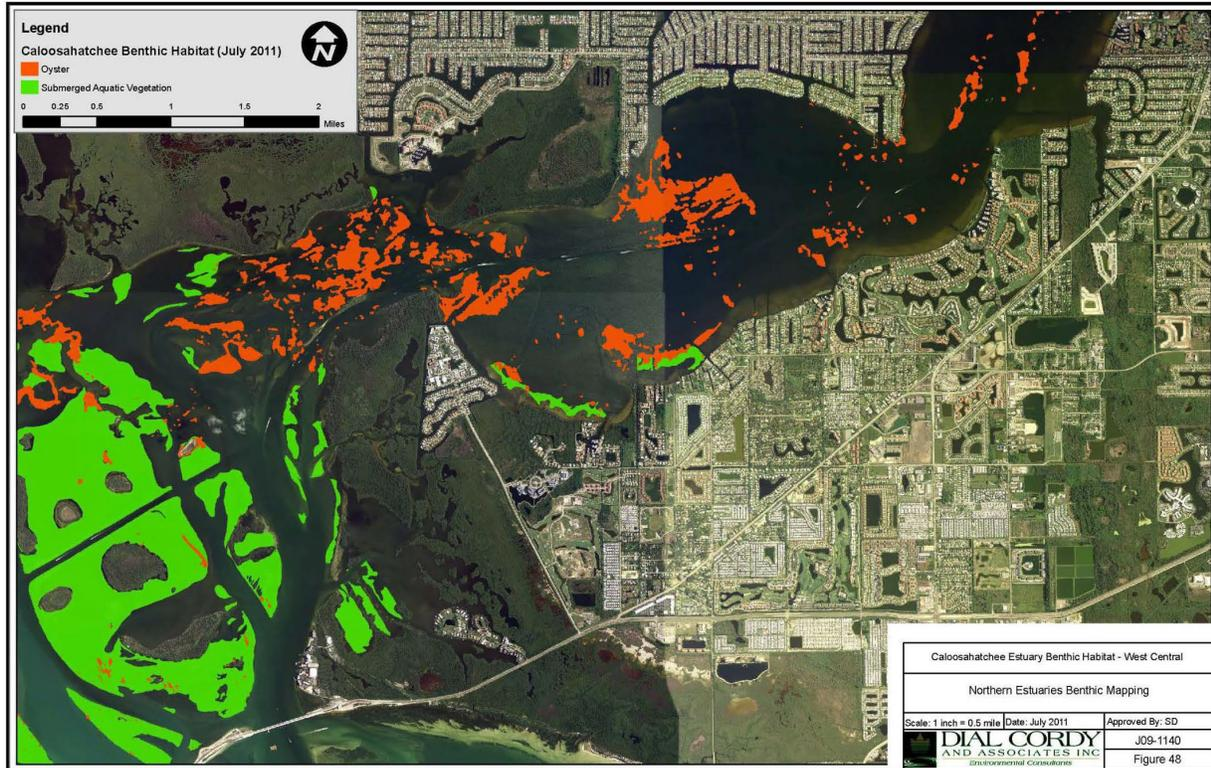 Legend
Caloosahatchee Benthic Habitat (July 2011)
N
Oyster
Submerged Aquatic Vegetation
0 0.25 0.5 1 1.5 2
Miles
Caloosahatchee Estuary Benthic Habitat - West Central
Northern Estuaries Benthic Mapping
Scale: 1 inch = 0.5 mile Date: July 2011 Approved By: SD
DIAL CORDY
AND ASSOCIATES INC
Environmental Consultants
J09-1140
Figure 48